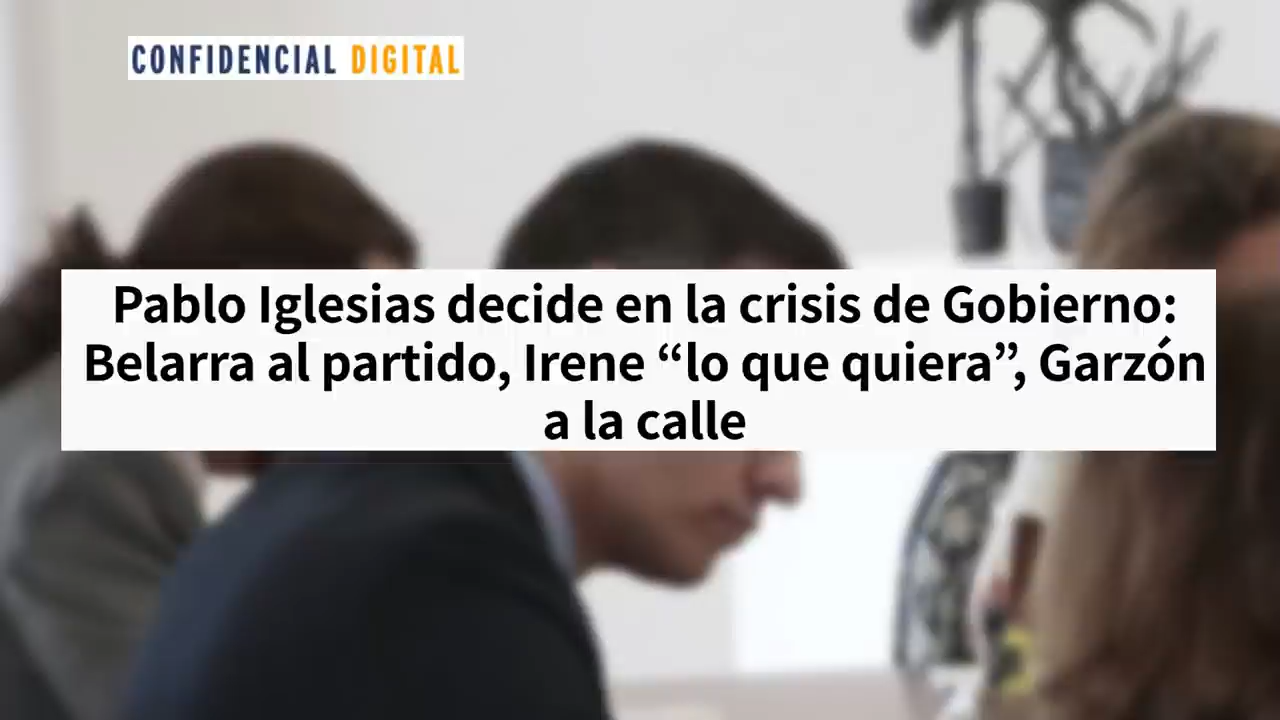 CONFIDENCIAL DIGITAL
Pablo Iglesias decide en la crisis de Gobierno:
Belarra al partido, Irene “lo que quiera”, Garzón
a la calle